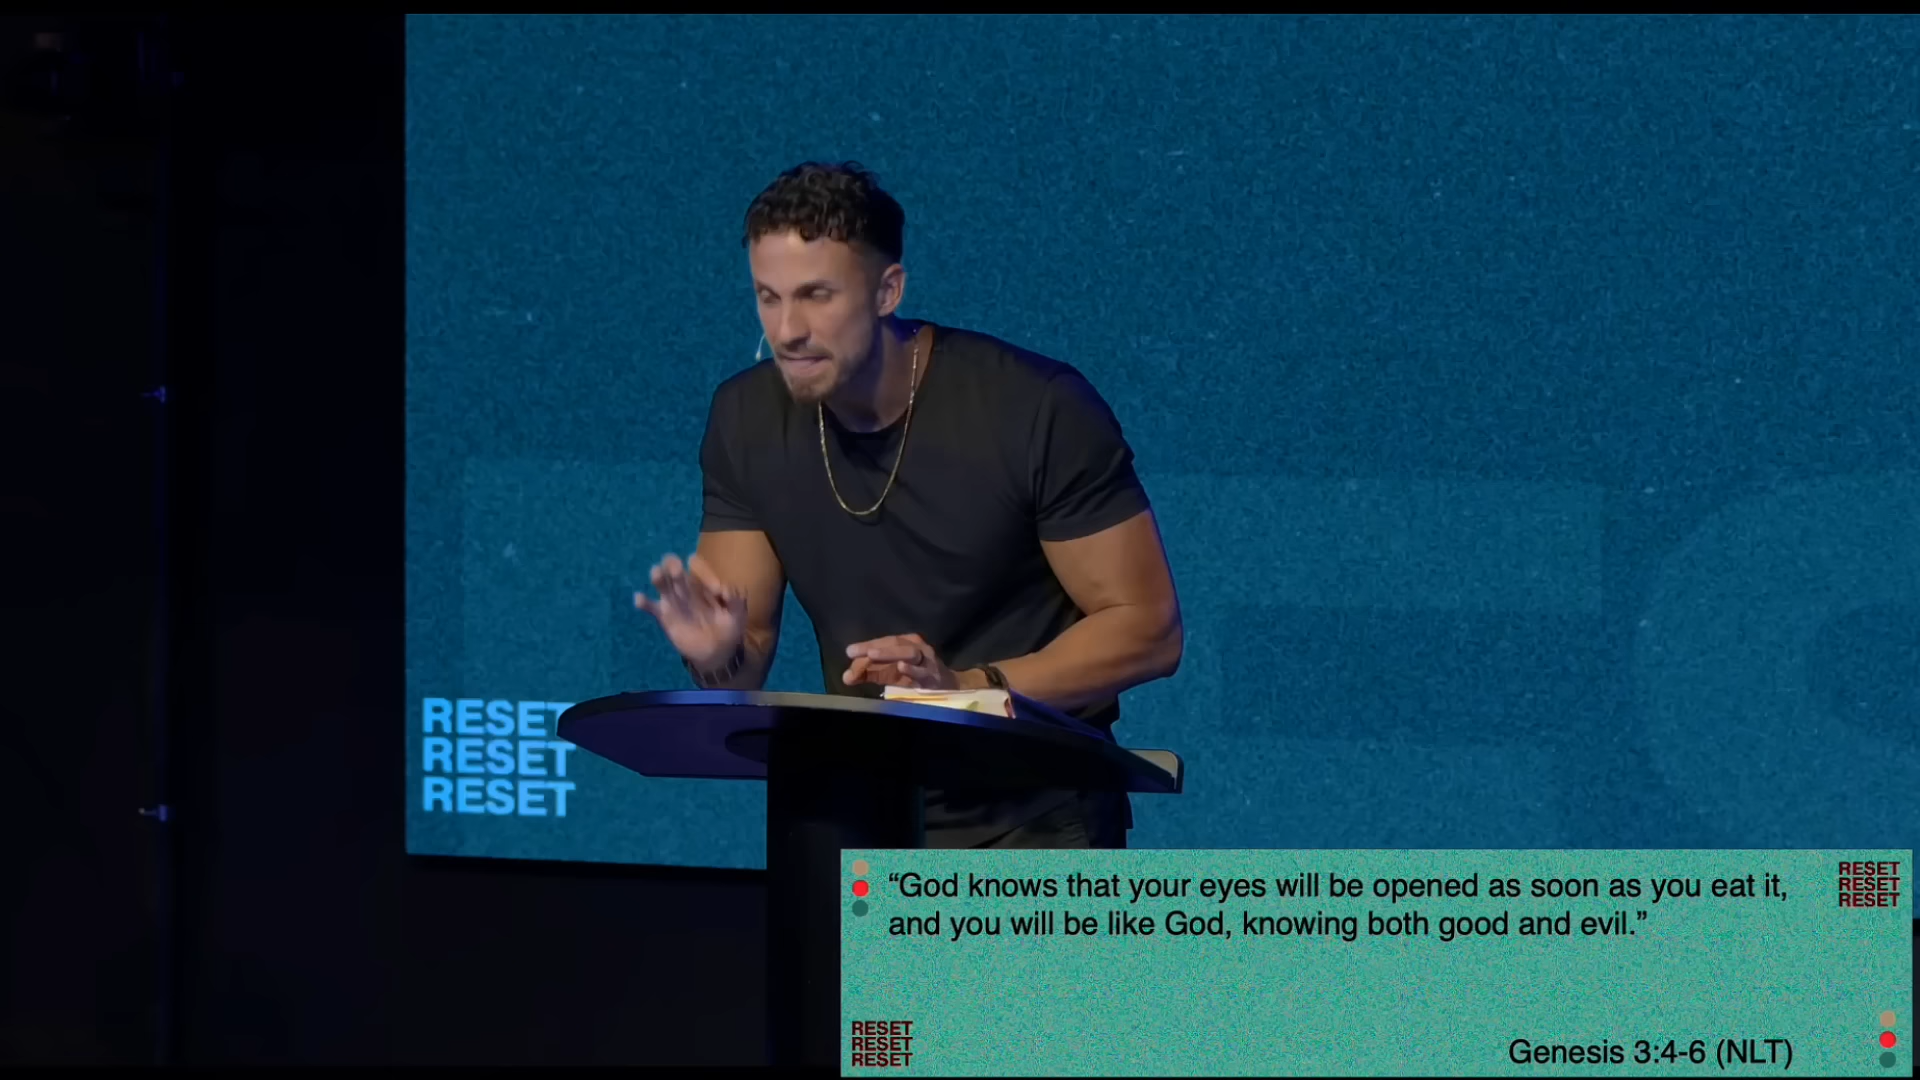 RESET
RESET
RESET
“God knows that your eyes will be opened as soon as you eat it,
and you will be like God, knowing both good and evil.”
RESET
RESET
RESET
RESET
RESET
RESET
Genesis 3:4-6 (NLT)